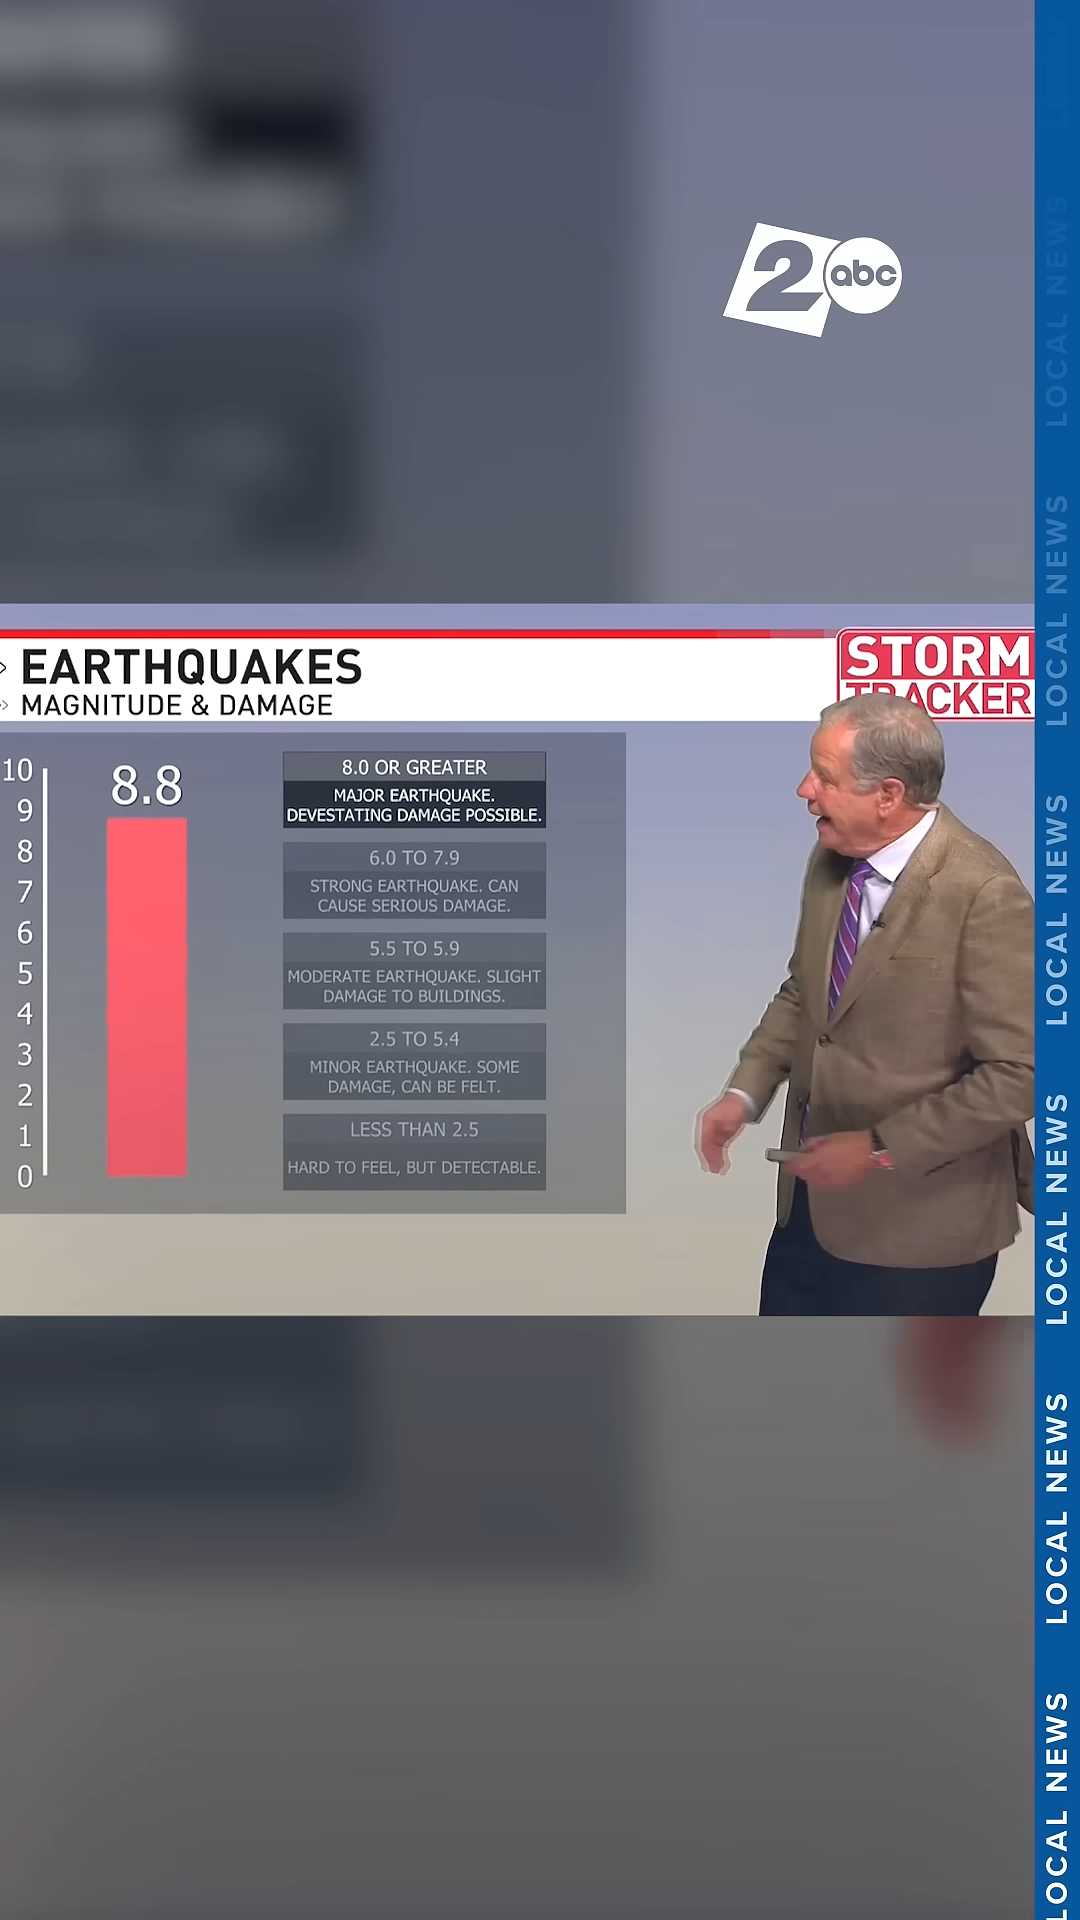 2 abc
EARTHQUAKES
MAGNITUDE & DAMAGE
STORM
TRACKER
10
9
8
7
6
5
4
3
2
1
0
8.8
8.0 OR GREATER
MAJOR EARTHQUAKE.
DEVESTATING DAMAGE POSSIBLE.
6.0 TO 7.9
STRONG EARTHQUAKE. CAN
CAUSE SERIOUS DAMAGE.
5.5 TO 5.9
MODERATE EARTHQUAKE. SLIGHT
DAMAGE TO BUILDINGS.
2.5 TO 5.4
MINOR EARTHQUAKE. SOME
DAMAGE, CAN BE FELT.
LESS THAN 2.5
HARD TO FEEL, BUT DETECTABLE.
LOCAL NEWS
LOCAL NEWS
LOCAL NEWS
LOCAL NEWS
LOCAL NEWS
LOCAL NEWS